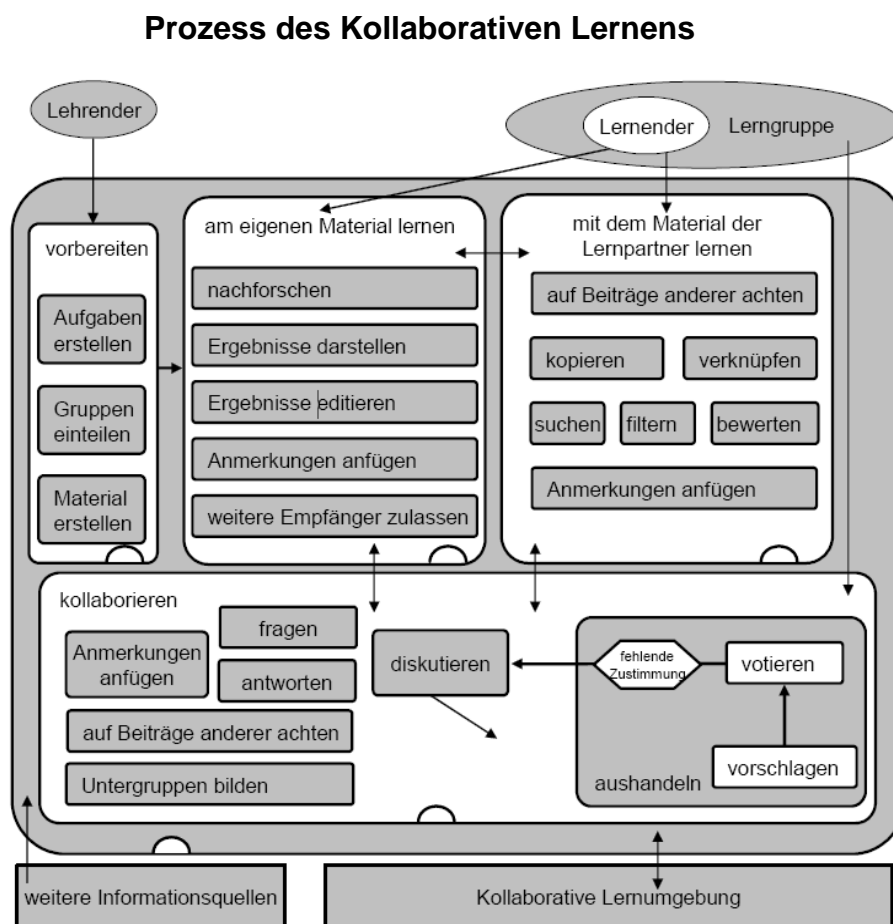 Prozess des Kollaborativen Lernens
Lehrender
Lernender
Lerngruppe
vorbereiten
Aufgaben
erstellen
Gruppen
einteilen
Material
erstellen
am eigenen Material lernen
nachforschen
Ergebnisse darstellen
Ergebnisse editieren
Anmerkungen anfügen
weitere Empfänger zulassen
mit dem Material der
Lernpartner lernen
auf Beiträge anderer achten
kopieren
verknüpfen
suchen
filtern
bewerten
Anmerkungen anfügen
kollaborieren
Anmerkungen
anfügen
fragen
antworten
auf Beiträge anderer achten
Untergruppen bilden
diskutieren
fehlende
Zustimmung
votieren
vorschlagen
aushandeln
weitere Informationsquellen
Kollaborative Lernumgebung